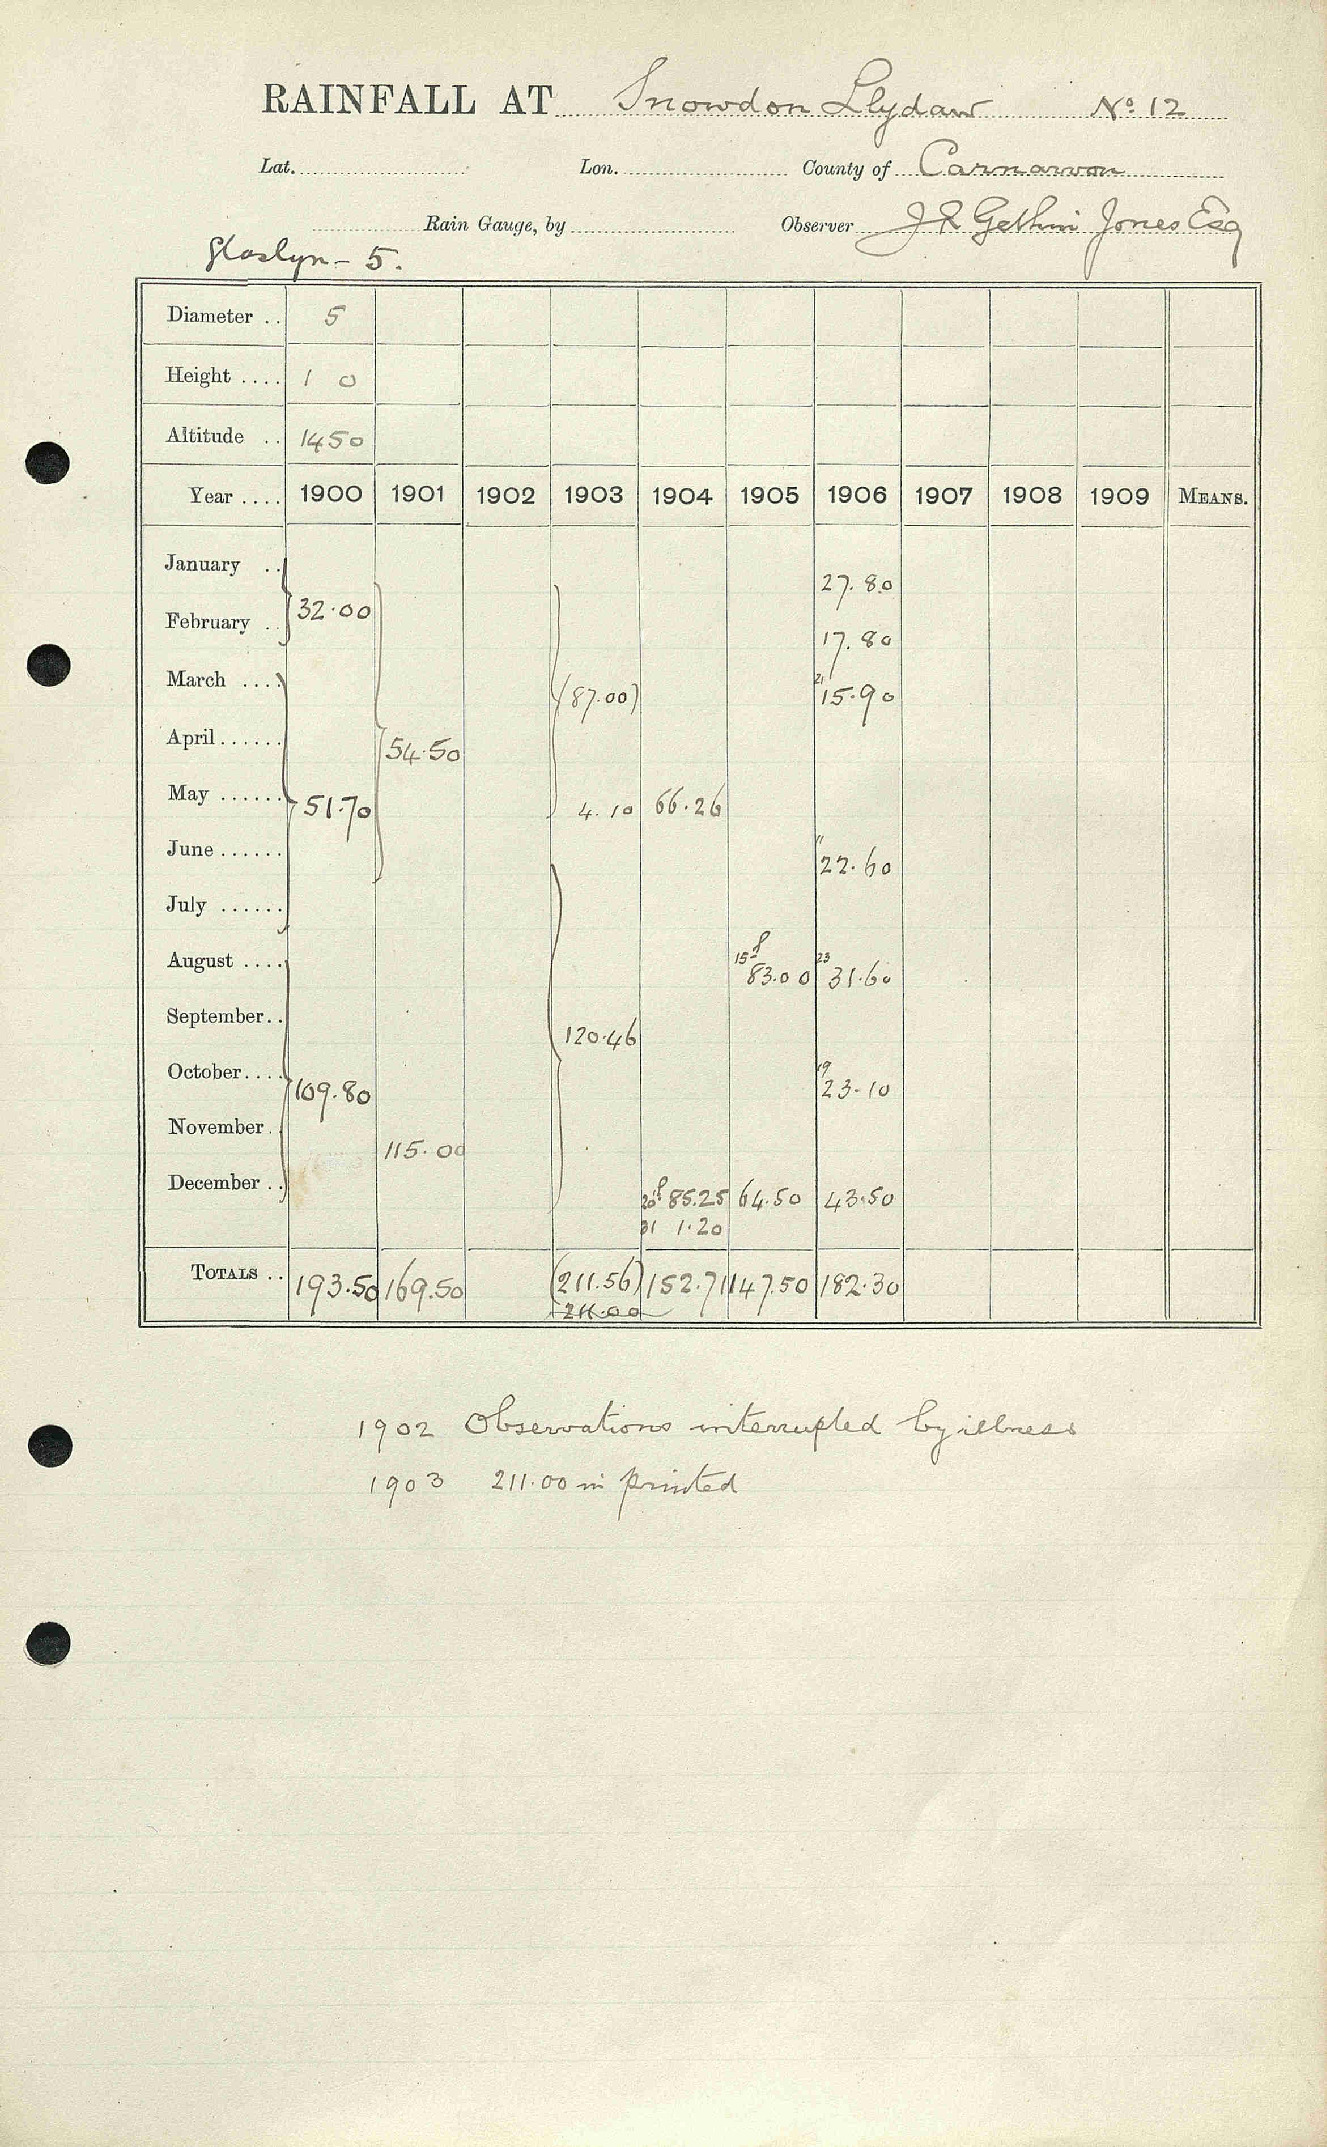 RAINFALL AT Snowdon Llydaw No. 12
Lat. Lon. County of Carnarvon
Rain Gauge, by Observer J R Gethin Jones Esq
Glaslyn - 5.
Diameter .. 5
Height .... 1 0
Altitude .. 1450
Year .... 1900 1901 1902 1903 1904 1905 1906 1907 1908 1909 MEANS.
January .. 27.80
February .. 32.00 17.80
March .... (87.00) 21 15.90
April...... 54.50
May ...... 51.70 4.10 66.26
June ...... 11 22.60
July ......
August .... 15 83.00 23 31.60
September.. 120.46
October.... 109.80 19 23.10
November. 115.00
December .. 20 85.25 64.50 43.50
31 1.20
TOTALS .. 193.50 169.50 (211.56) 152.71 147.50 182.30
211.00
1902 Observations interrupted by illness
1903 211.00 in printed